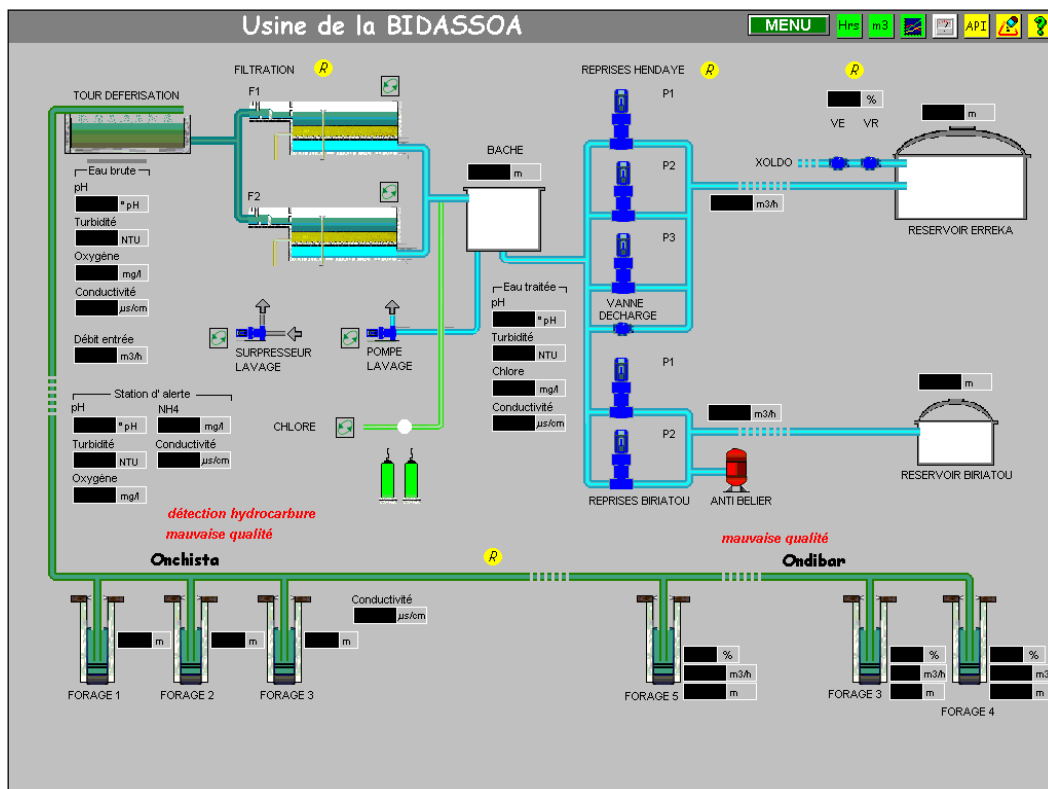 Usine de la BIDASSOA
MENU
Hrs
m3
API
?
FILTRATION
R
REPRISES HENDAYE
R
R
TOUR DEFERISATION
F1
P1
%
m
VE
VR
BACHE
m
XOLDO
P2
Eau brute
pH
° pH
F2
m3/h
RESERVOIR ERREKA
Turbidité
NTU
P3
Oxygéne
mg/l
Eau traitée
Conductivité
µs/cm
pH
° pH
VANNE
DECHARGE
Débit entrée
m3/h
SURPRESSEUR
LAVAGE
POMPE
LAVAGE
Turbidité
NTU
P1
m
Chlore
mg/l
Station d' alerte
pH
° pH
NH4
mg/l
Conductivité
µs/cm
m3/h
CHLORE
P2
Turbidité
NTU
Conductivité
µs/cm
Oxygéne
mg/l
RESERVOIR BIRIATOU
REPRISES BIRIATOU
ANTI BELIER
détection hydrocarbure
mauvaise qualité
mauvaise qualité
Onchista
R
Ondibar
Conductivité
µs/cm
m
m
m
%
m3/h
m
%
m3/h
m
%
m3
m
FORAGE 1
FORAGE 2
FORAGE 3
FORAGE 5
FORAGE 3
FORAGE 4